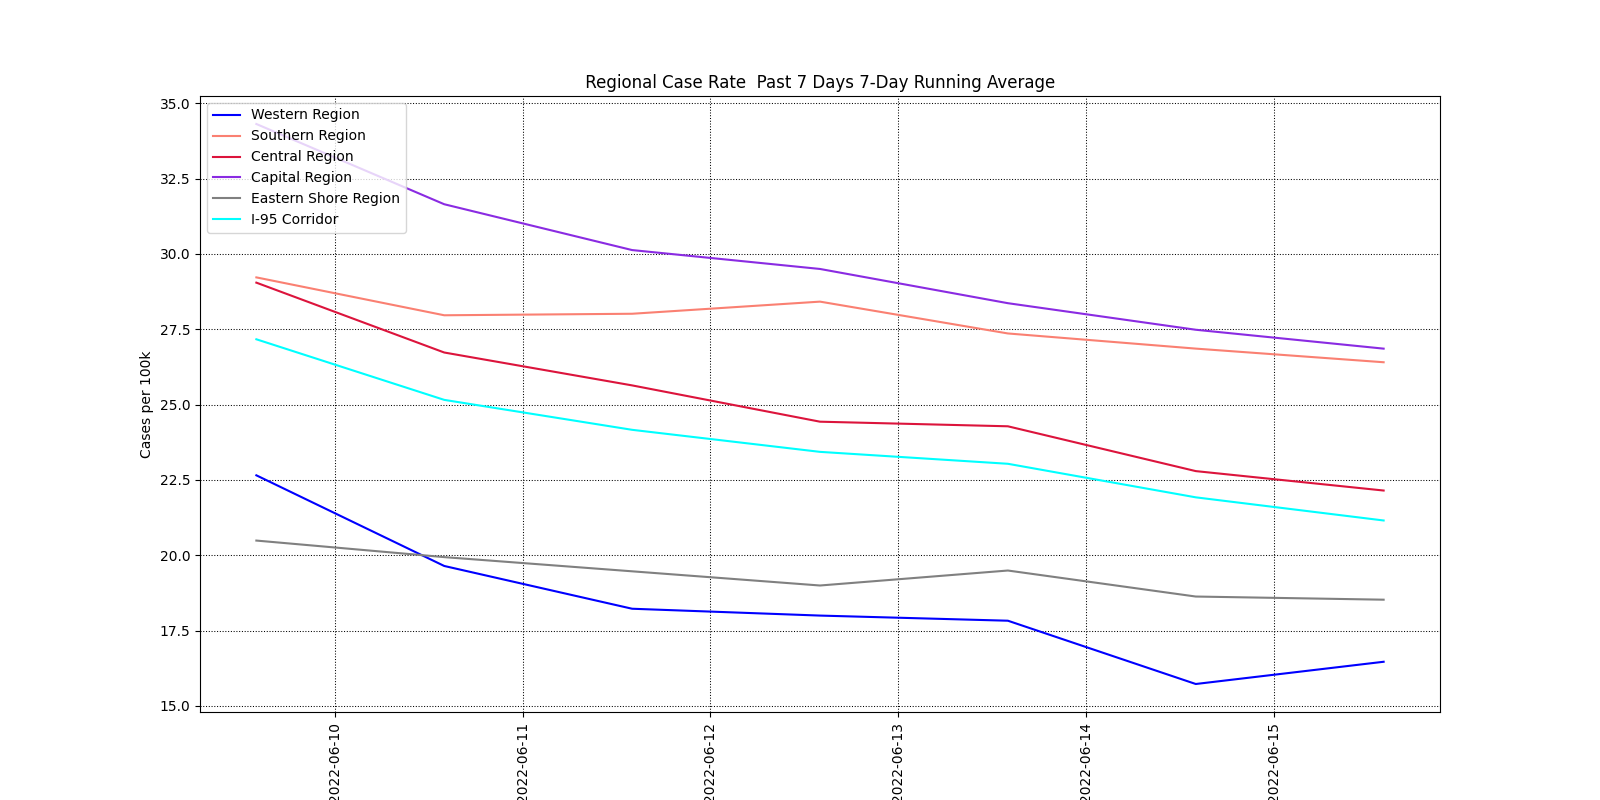 Regional Case Rate  Past 7 Days 7-Day Running Average
35.0
32.5
30.0
27.5
25.0
22.5
20.0
17.5
15.0
Cases per 100k
Western Region
Southern Region
Central Region
Capital Region
Eastern Shore Region
I-95 Corridor
2022-06-10
2022-06-11
2022-06-12
2022-06-13
2022-06-14
2022-06-15